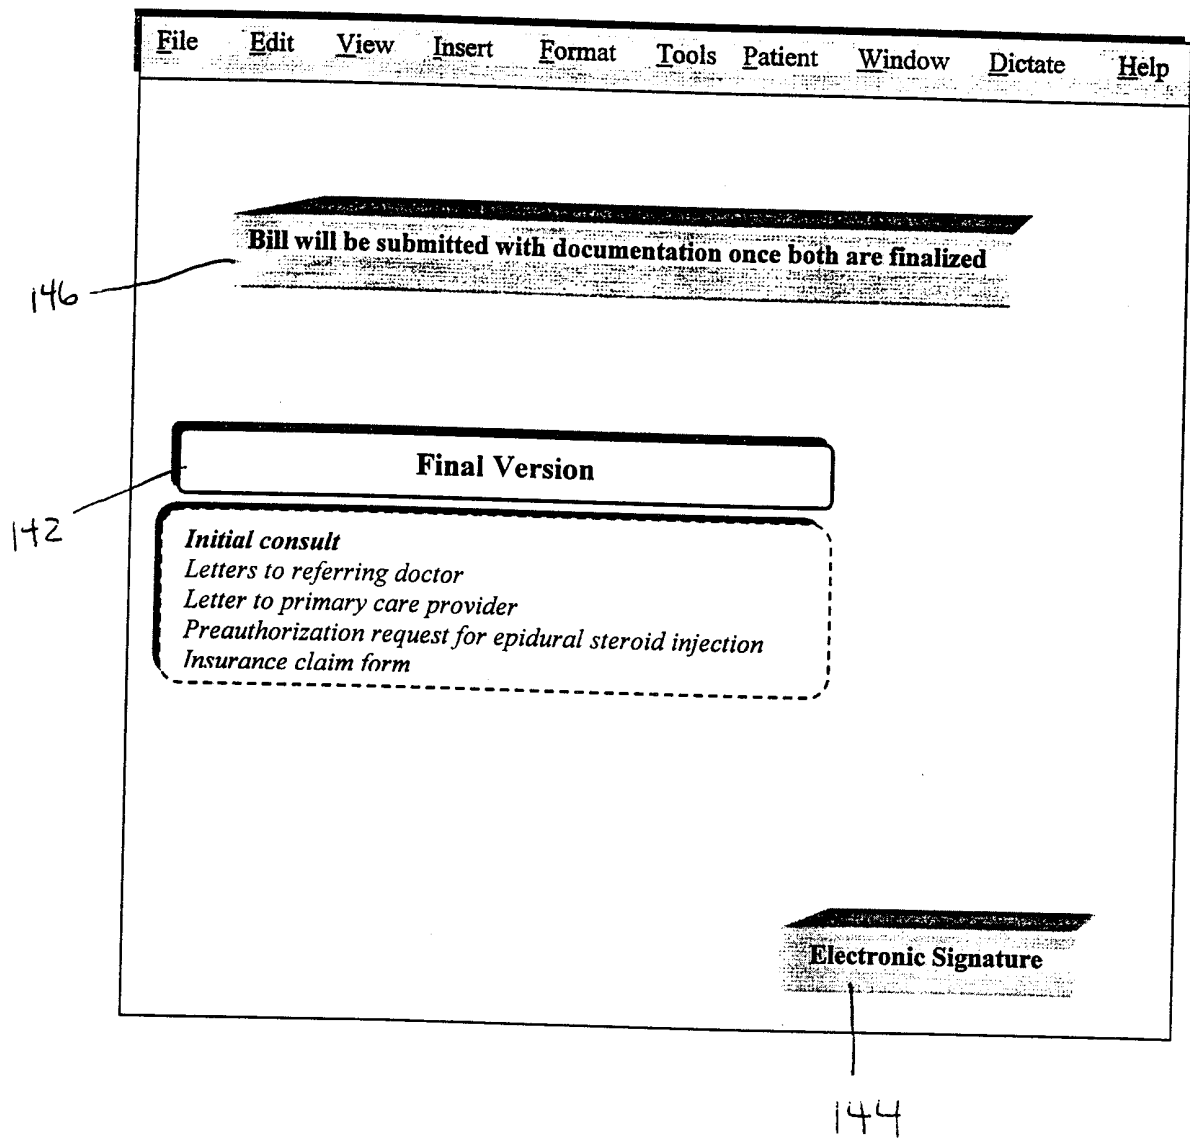 File Edit View Insert Format Tools Patient Window Dictate Help
Bill will be submitted with documentation once both are finalized
146
Final Version
142
Initial consult
Letters to referring doctor
Letter to primary care provider
Preauthorization request for epidural steroid injection
Insurance claim form
Electronic Signature
144